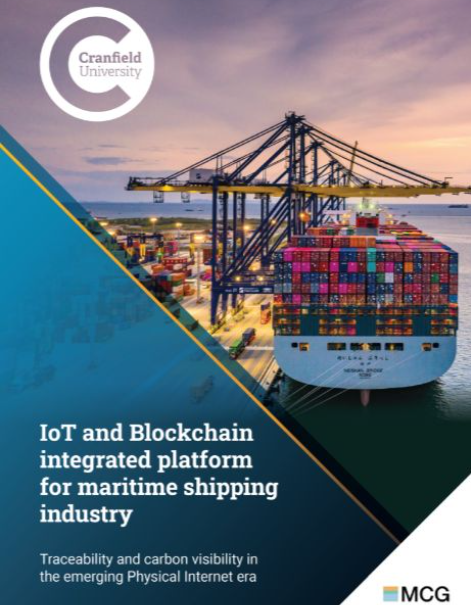 Cranfield
University
IoT and Blockchain
integrated platform
for maritime shipping
industry
Traceability and carbon visibility in
the emerging Physical Internet era
MCG